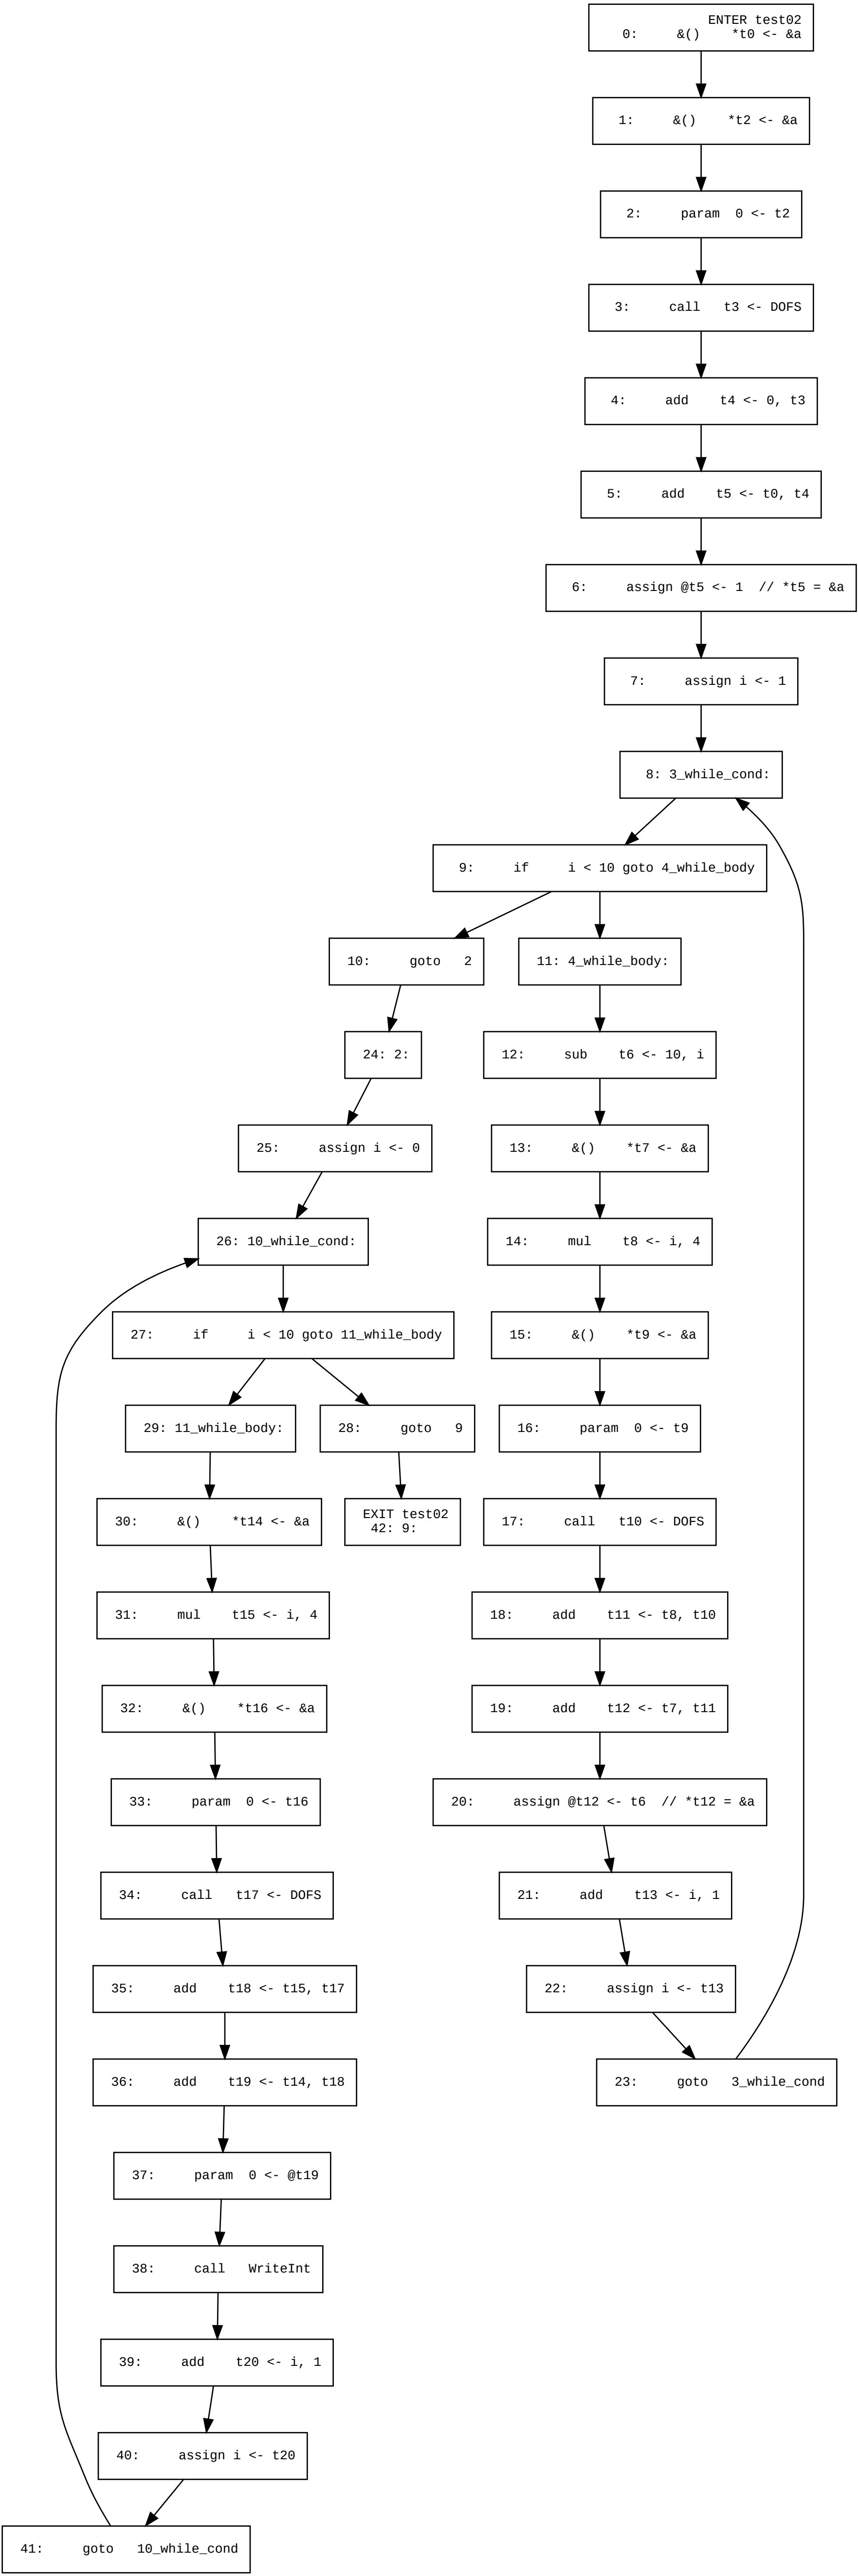 ENTER test02
0: &() *t0 <- &a
1: &() *t2 <- &a
2: param 0 <- t2
3: call t3 <- DOFS
4: add t4 <- 0, t3
5: add t5 <- t0, t4
6: assign @t5 <- 1 // *t5 = &a
7: assign i <- 1
8: 3_while_cond:
9: if i < 10 goto 4_while_body
10: goto 2
11: 4_while_body:
24: 2:
12: sub t6 <- 10, i
25: assign i <- 0
13: &() *t7 <- &a
26: 10_while_cond:
14: mul t8 <- i, 4
27: if i < 10 goto 11_while_body
15: &() *t9 <- &a
29: 11_while_body:
28: goto 9
16: param 0 <- t9
30: &() *t14 <- &a
EXIT test02
42: 9:
17: call t10 <- DOFS
31: mul t15 <- i, 4
18: add t11 <- t8, t10
32: &() *t16 <- &a
19: add t12 <- t7, t11
33: param 0 <- t16
20: assign @t12 <- t6 // *t12 = &a
34: call t17 <- DOFS
21: add t13 <- i, 1
35: add t18 <- t15, t17
22: assign i <- t13
36: add t19 <- t14, t18
23: goto 3_while_cond
37: param 0 <- @t19
38: call WriteInt
39: add t20 <- i, 1
40: assign i <- t20
41: goto 10_while_cond